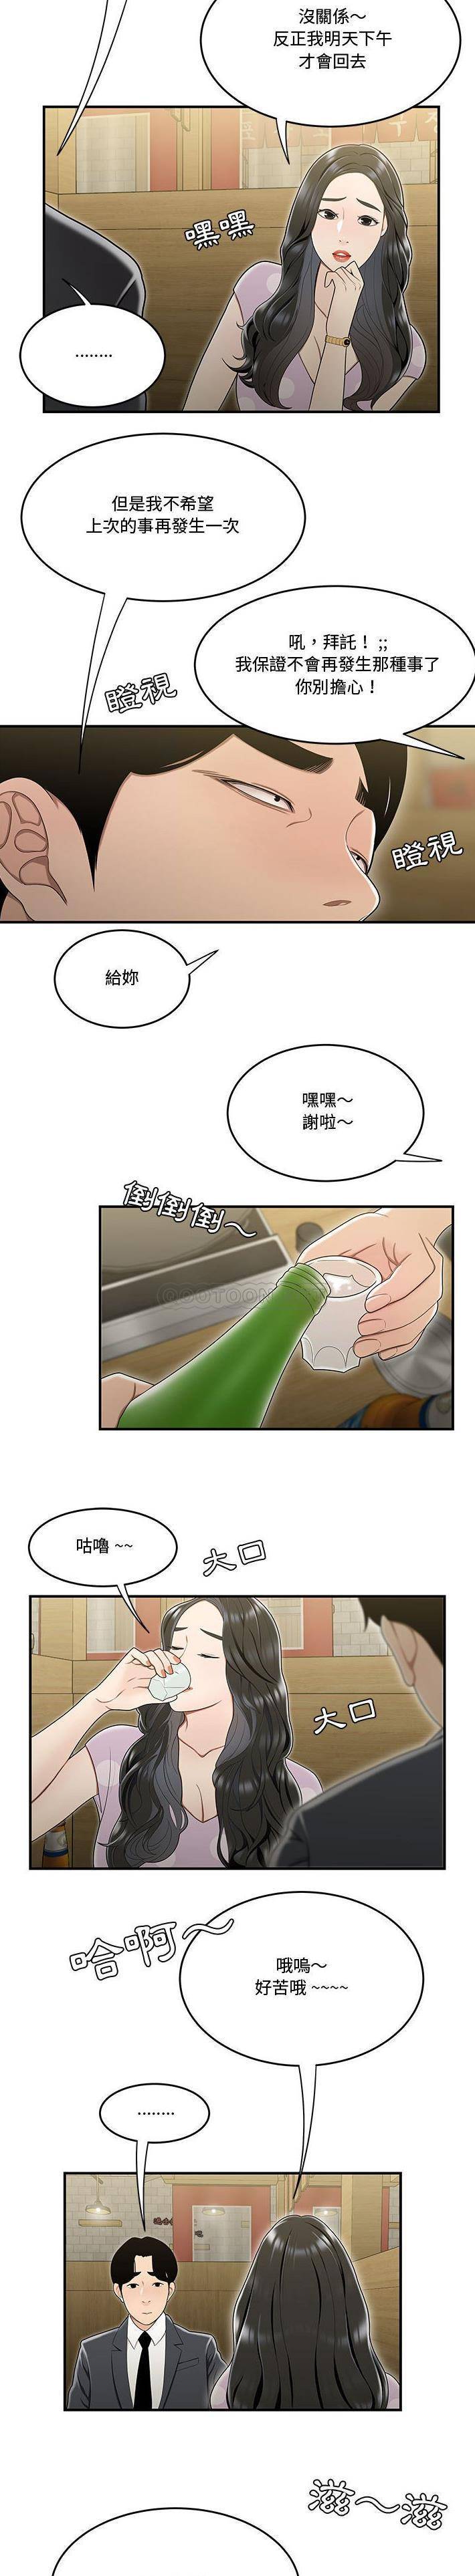 沒關係～
反正我明天下午
才會回去
嘿嘿
........
但是我不希望
上次的事再發生一次
吼，拜託！;;
我保證不會再發生那種事了
你別擔心！
瞪視
瞪視
給妳
嘿嘿～
謝啦～
倒倒倒～
咕嚕 ~~
大口
大口
哈啊～
哦嗚～
好苦哦 ~~~~
........
滋～滋